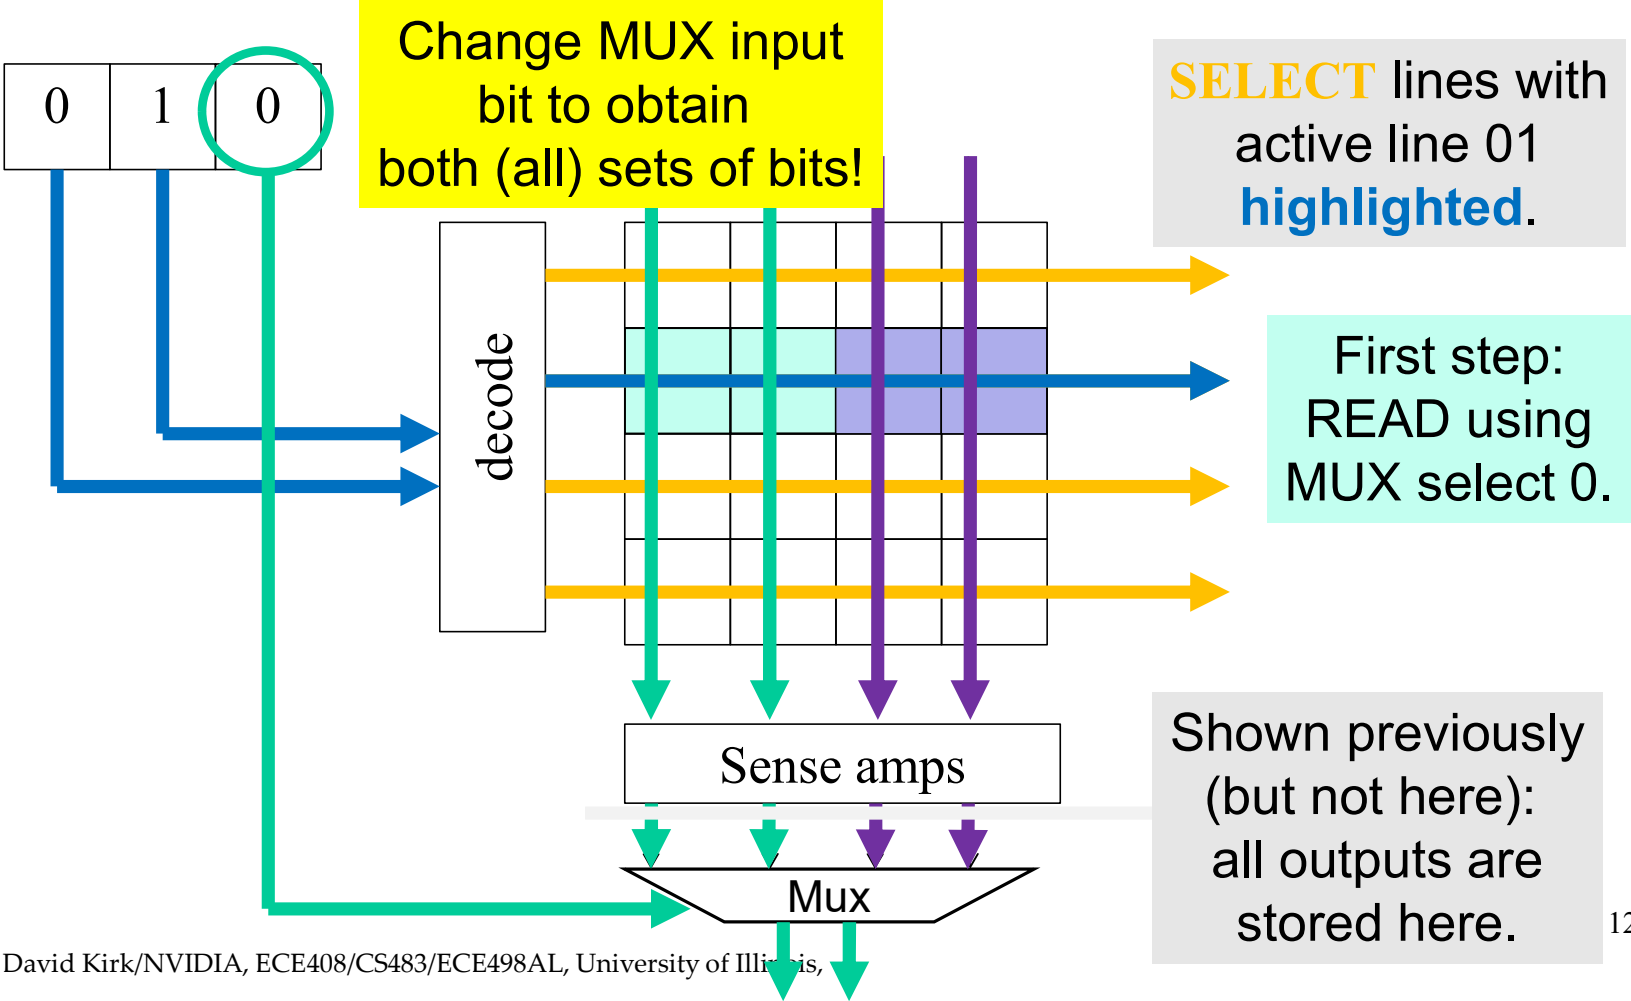 0 1 0
Change MUX input
bit to obtain
both (all) sets of bits!
SELECT lines with
active line 01
highlighted.
decode
First step:
READ using
MUX select 0.
Sense amps
Mux
Shown previously
(but not here):
all outputs are
stored here.
12
David Kirk/NVIDIA, ECE408/CS483/ECE498AL, University of Illinois,